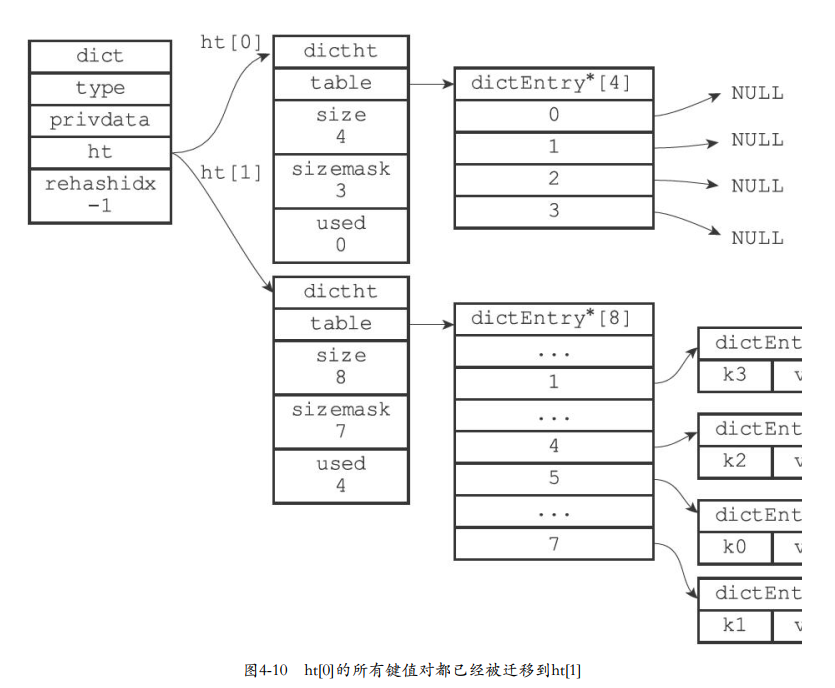 dict
type
privdata
ht
rehashidx
-1
ht[0]
dictht
table
size
4
sizemask
3
used
0
dictEntry*[4]
0
1
2
3
NULL
NULL
NULL
NULL
ht[1]
dictht
table
size
8
sizemask
7
used
4
dictEntry*[8]
...
1
...
4
5
...
7
dictEnt
k3
dictEnt
k2
dictEnt
k0
dictEnt
k1
图4-10 ht[0]的所有键值对都已经被迁移到ht[1]